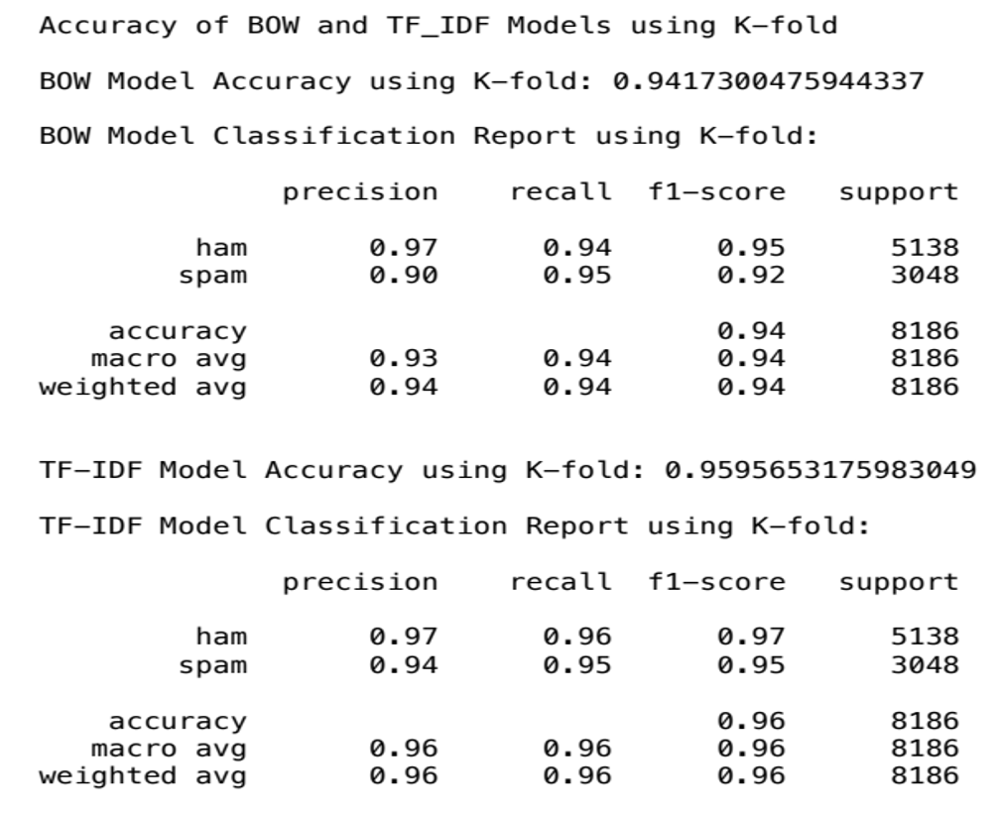 Accuracy of BOW and TF_IDF Models using K-fold
BOW Model Accuracy using K-fold: 0.9417300475944337
BOW Model Classification Report using K-fold:
precision recall f1-score support
ham 0.97 0.94 0.95 5138
spam 0.90 0.95 0.92 3048
accuracy 0.94 8186
macro avg 0.93 0.94 0.94 8186
weighted avg 0.94 0.94 0.94 8186
TF-IDF Model Accuracy using K-fold: 0.9595653175983049
TF-IDF Model Classification Report using K-fold:
precision recall f1-score support
ham 0.97 0.96 0.97 5138
spam 0.94 0.95 0.95 3048
accuracy 0.96 8186
macro avg 0.96 0.96 0.96 8186
weighted avg 0.96 0.96 0.96 8186